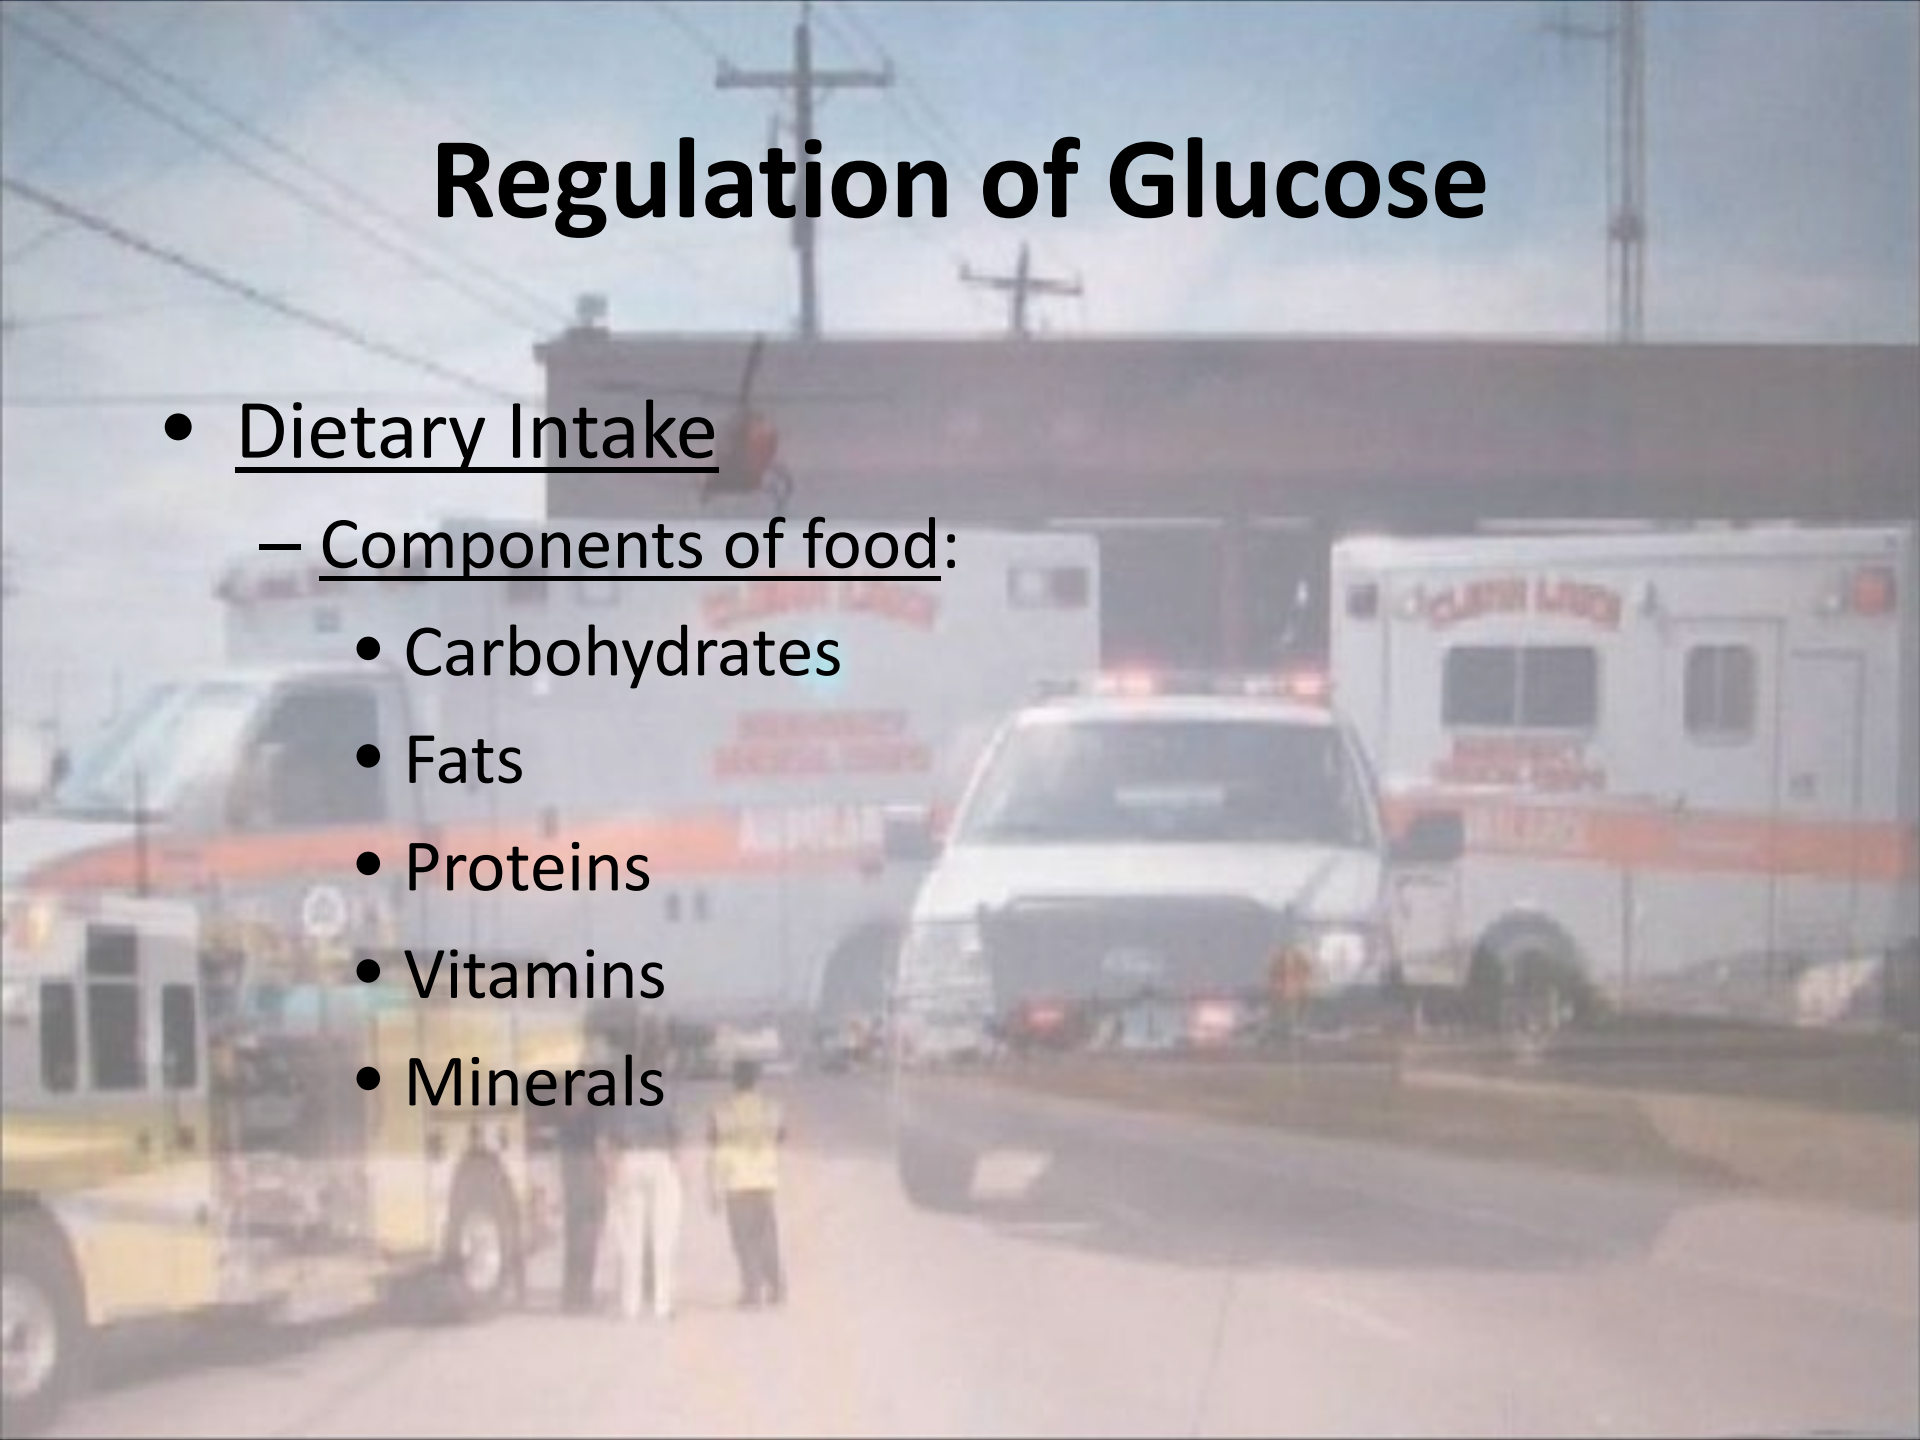 Regulation of Glucose
• Dietary Intake
– Components of food:
• Carbohydrates
• Fats
• Proteins
• Vitamins
• Minerals